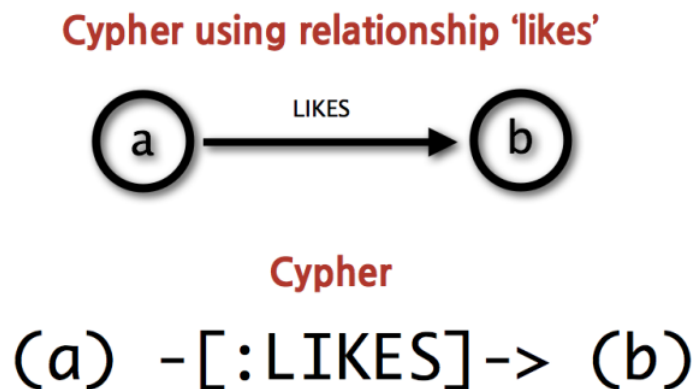 Cypher using relationship ‘likes’
LIKES
a
b
Cypher
(a) -[:LIKES]-> (b)